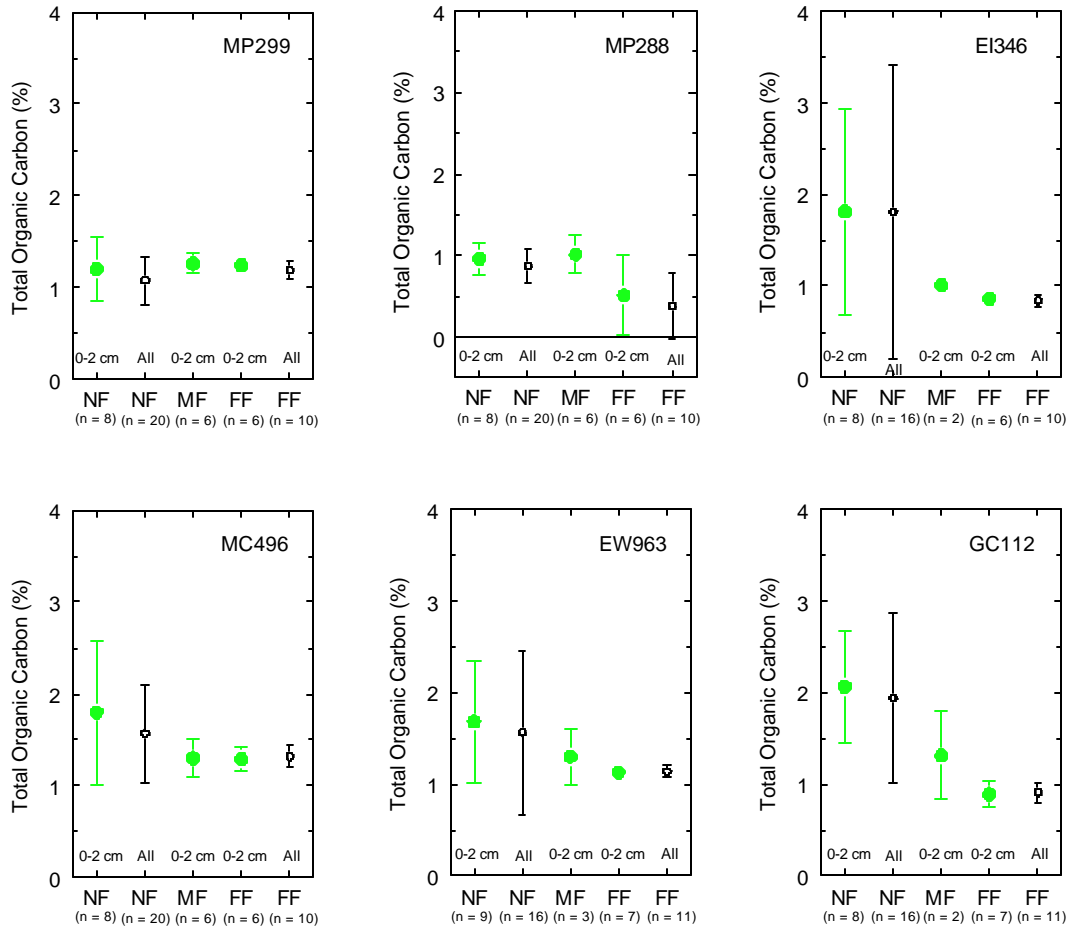 MP299
Total Organic Carbon (%)
4
3
2
1
0
0-2 cm All 0-2 cm 0-2 cm All
NF NF MF FF FF
(n = 8) (n = 20) (n = 6) (n = 6) (n = 10)
MP288
Total Organic Carbon (%)
4
3
2
1
0
0-2 cm All 0-2 cm 0-2 cm All
NF NF MF FF FF
(n = 8) (n = 20) (n = 6) (n = 6) (n = 10)
EI346
Total Organic Carbon (%)
4
3
2
1
0
0-2 cm All 0-2 cm 0-2 cm All
NF NF MF FF FF
(n = 8) (n = 16) (n = 2) (n = 6) (n = 10)
MC496
Total Organic Carbon (%)
4
3
2
1
0
0-2 cm All 0-2 cm 0-2 cm All
NF NF MF FF FF
(n = 8) (n = 20) (n = 6) (n = 6) (n = 10)
EW963
Total Organic Carbon (%)
4
3
2
1
0
0-2 cm All 0-2 cm 0-2 cm All
NF NF MF FF FF
(n = 9) (n = 16) (n = 3) (n = 7) (n = 11)
GC112
Total Organic Carbon (%)
4
3
2
1
0
0-2 cm All 0-2 cm 0-2 cm All
NF NF MF FF FF
(n = 8) (n = 16) (n = 2) (n = 7) (n = 11)